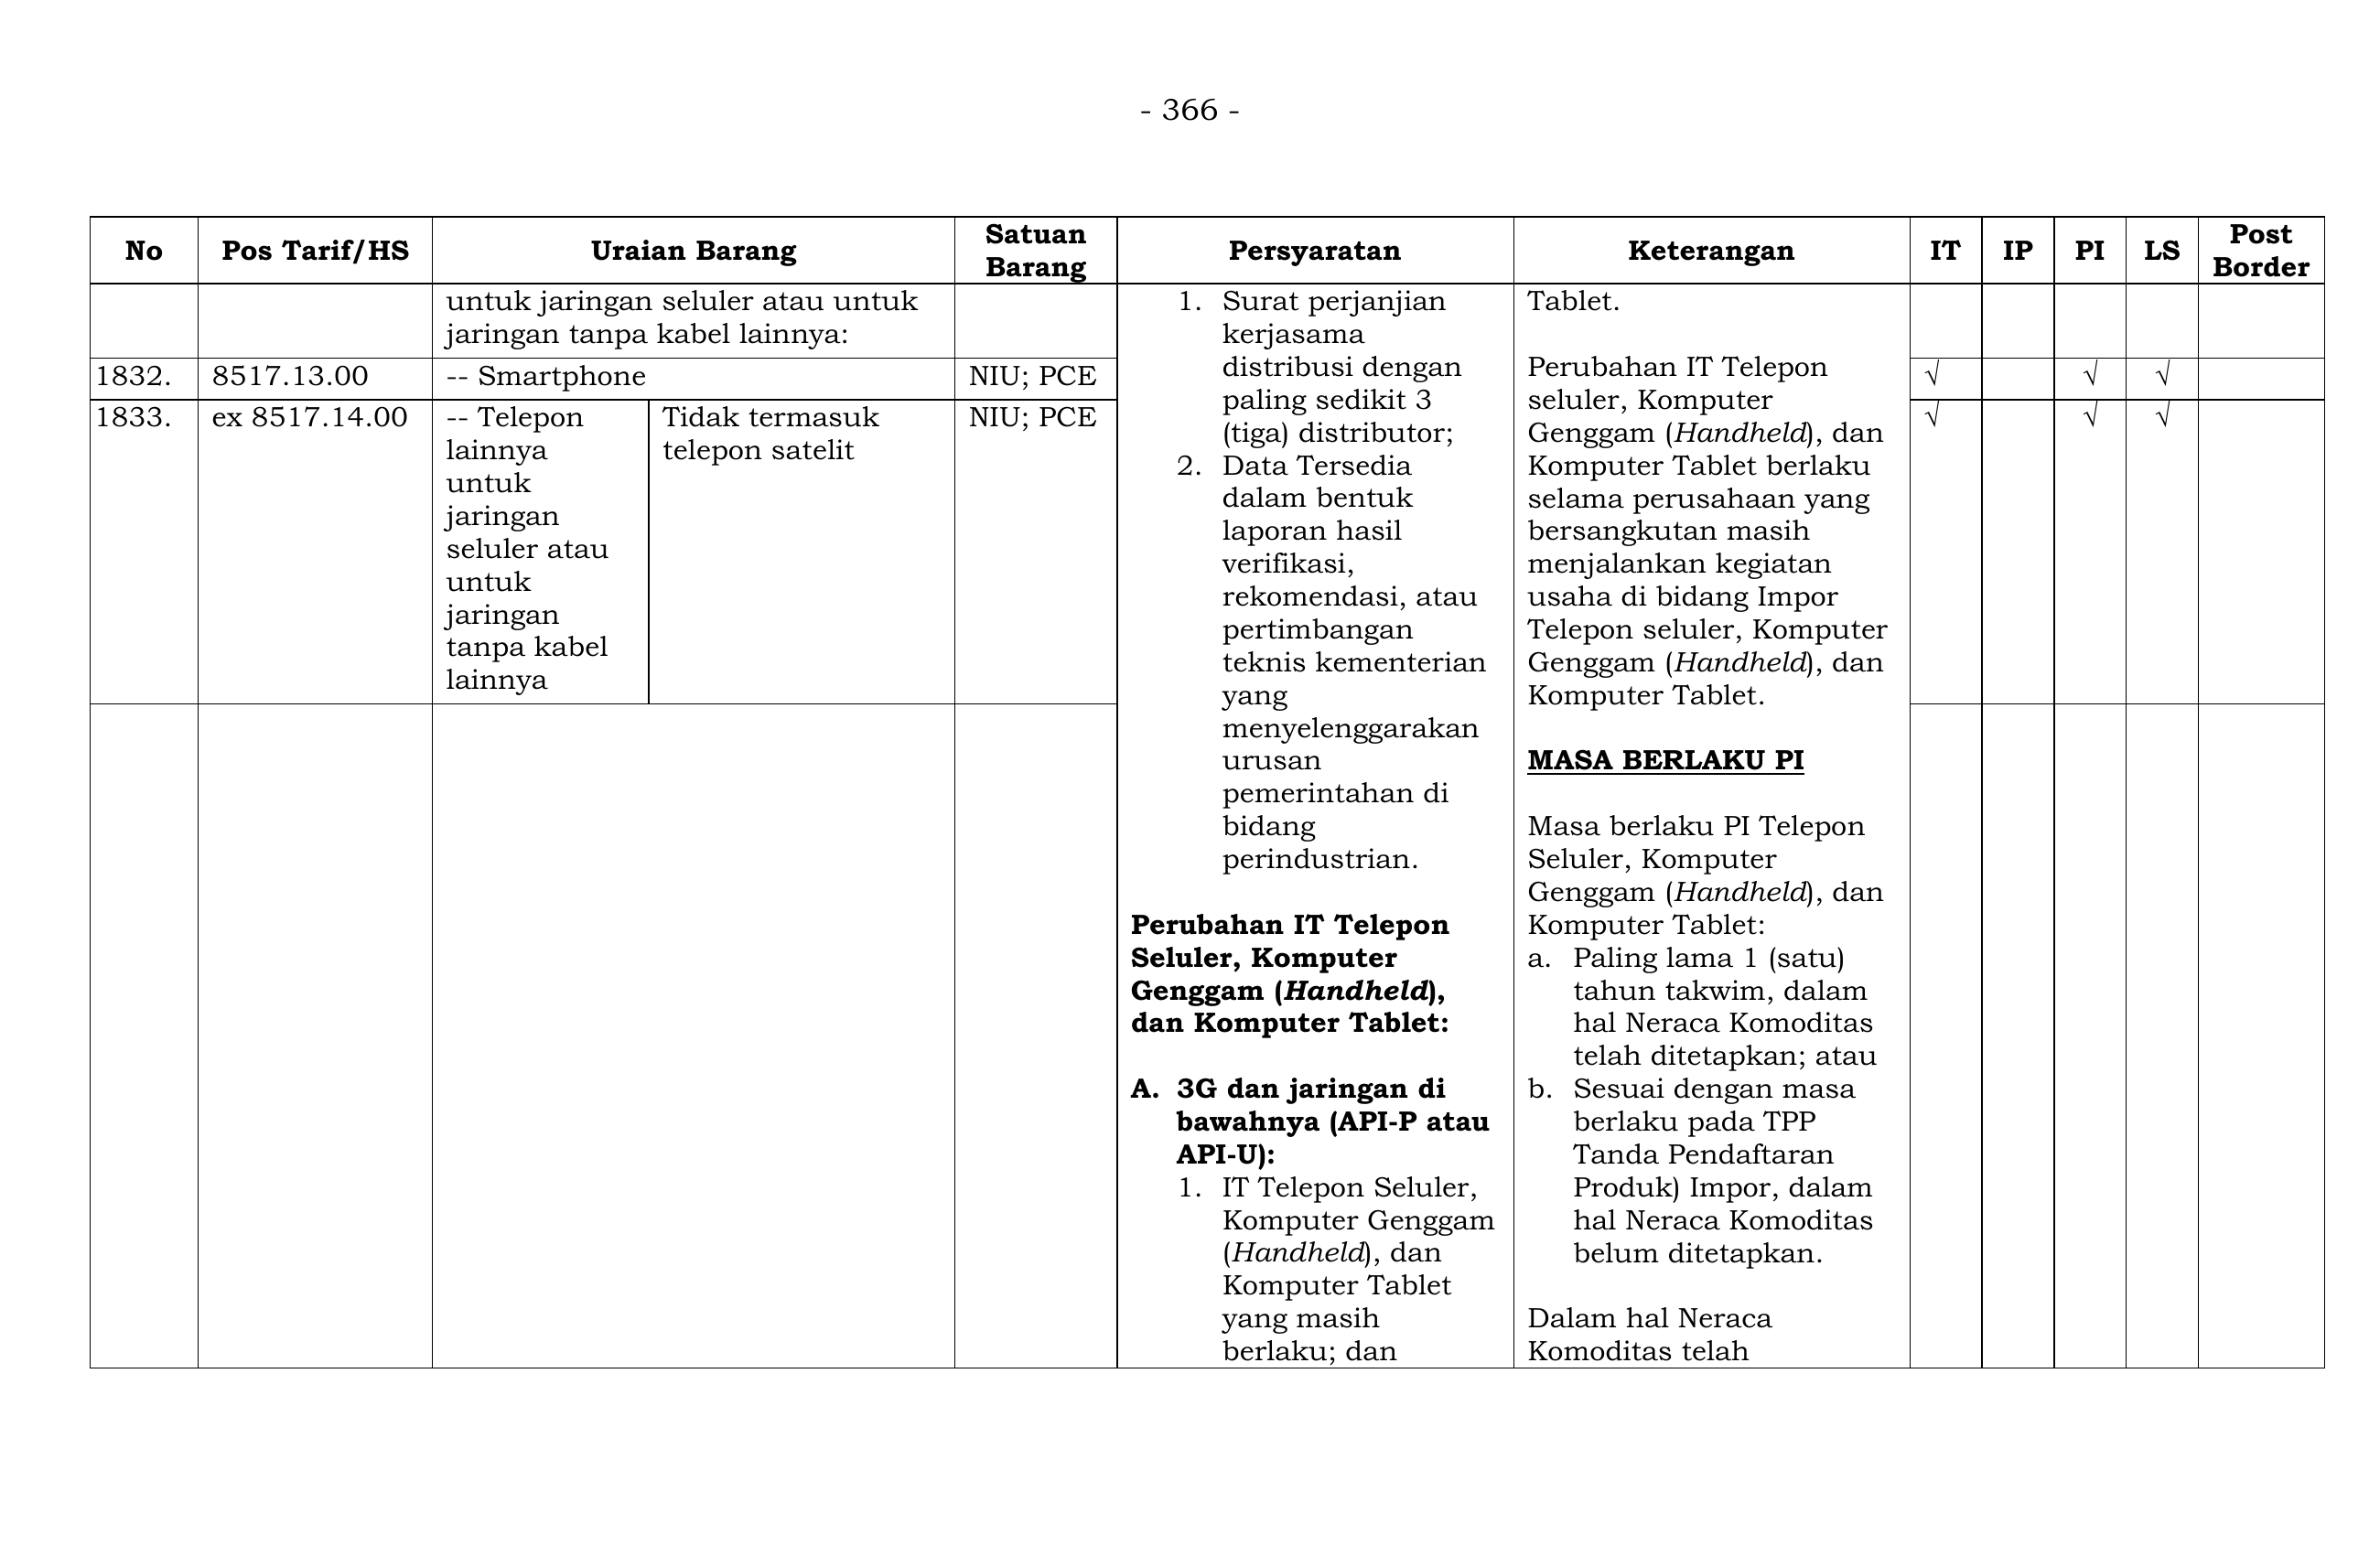 - 366 -
No
Pos Tarif/HS
Uraian Barang
Satuan
Barang
Persyaratan
Keterangan
IT
IP
PI
LS
Post
Border
untuk jaringan seluler atau untuk
jaringan tanpa kabel lainnya:
1832.
8517.13.00
-- Smartphone
NIU; PCE
√
√
√
1833.
ex 8517.14.00
-- Telepon
lainnya
untuk
jaringan
seluler atau
untuk
jaringan
tanpa kabel
lainnya
Tidak termasuk
telepon satelit
NIU; PCE
√
√
√
1. Surat perjanjian
kerjasama
distribusi dengan
paling sedikit 3
(tiga) distributor;
2. Data Tersedia
dalam bentuk
laporan hasil
verifikasi,
rekomendasi, atau
pertimbangan
teknis kementerian
yang
menyelenggarakan
urusan
pemerintahan di
bidang
perindustrian.
Perubahan IT Telepon
Seluler, Komputer
Genggam (Handheld),
dan Komputer Tablet:
A. 3G dan jaringan di
bawahnya (API-P atau
API-U):
1. IT Telepon Seluler,
Komputer Genggam
(Handheld), dan
Komputer Tablet
yang masih
berlaku; dan
Tablet.
Perubahan IT Telepon
seluler, Komputer
Genggam (Handheld), dan
Komputer Tablet berlaku
selama perusahaan yang
bersangkutan masih
menjalankan kegiatan
usaha di bidang Impor
Telepon seluler, Komputer
Genggam (Handheld), dan
Komputer Tablet.
MASA BERLAKU PI
Masa berlaku PI Telepon
Seluler, Komputer
Genggam (Handheld), dan
Komputer Tablet:
a. Paling lama 1 (satu)
tahun takwim, dalam
hal Neraca Komoditas
telah ditetapkan; atau
b. Sesuai dengan masa
berlaku pada TPP
Tanda Pendaftaran
Produk) Impor, dalam
hal Neraca Komoditas
belum ditetapkan.
Dalam hal Neraca
Komoditas telah